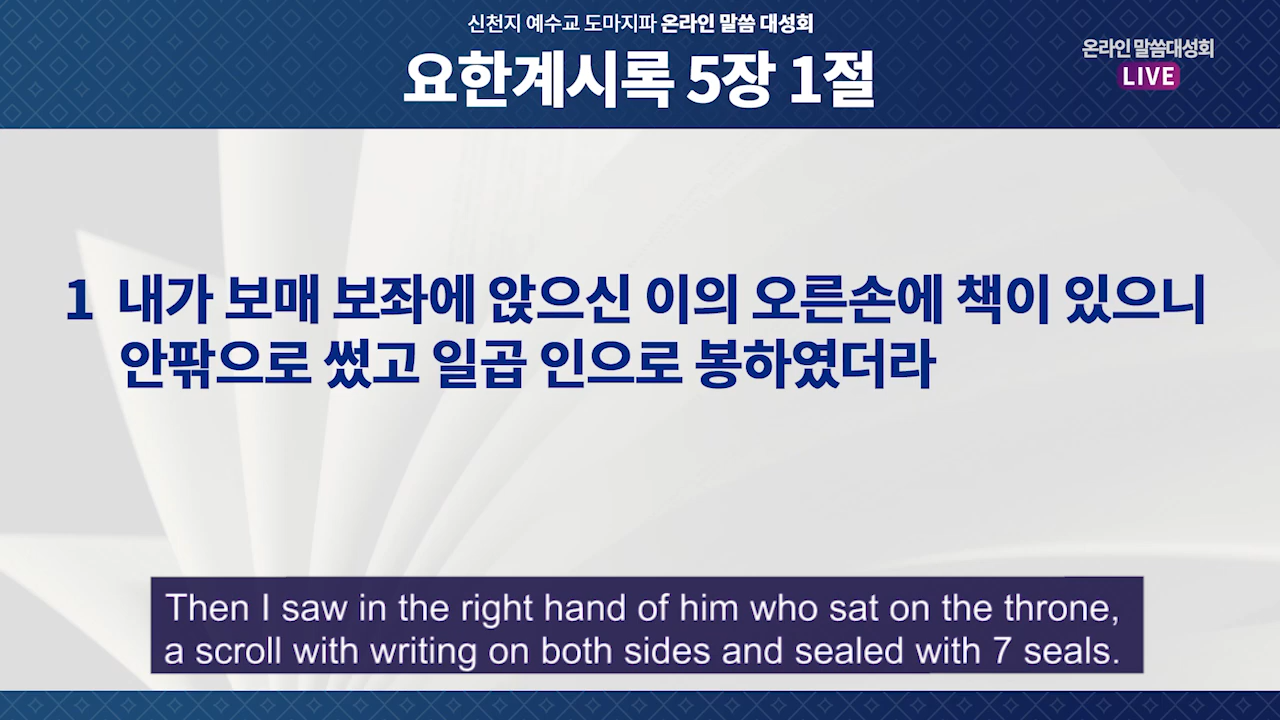 신천지 예수교 도마지파 온라인 말씀 대성회
요한계시록 5장 1절
온라인 말씀대성회
LIVE
1 내가 보매 보좌에 앉으신 이의 오른손에 책이 있으니
안팎으로 썼고 일곱 인으로 봉하였더라
Then I saw in the right hand of him who sat on the throne,
a scroll with writing on both sides and sealed with 7 seals.